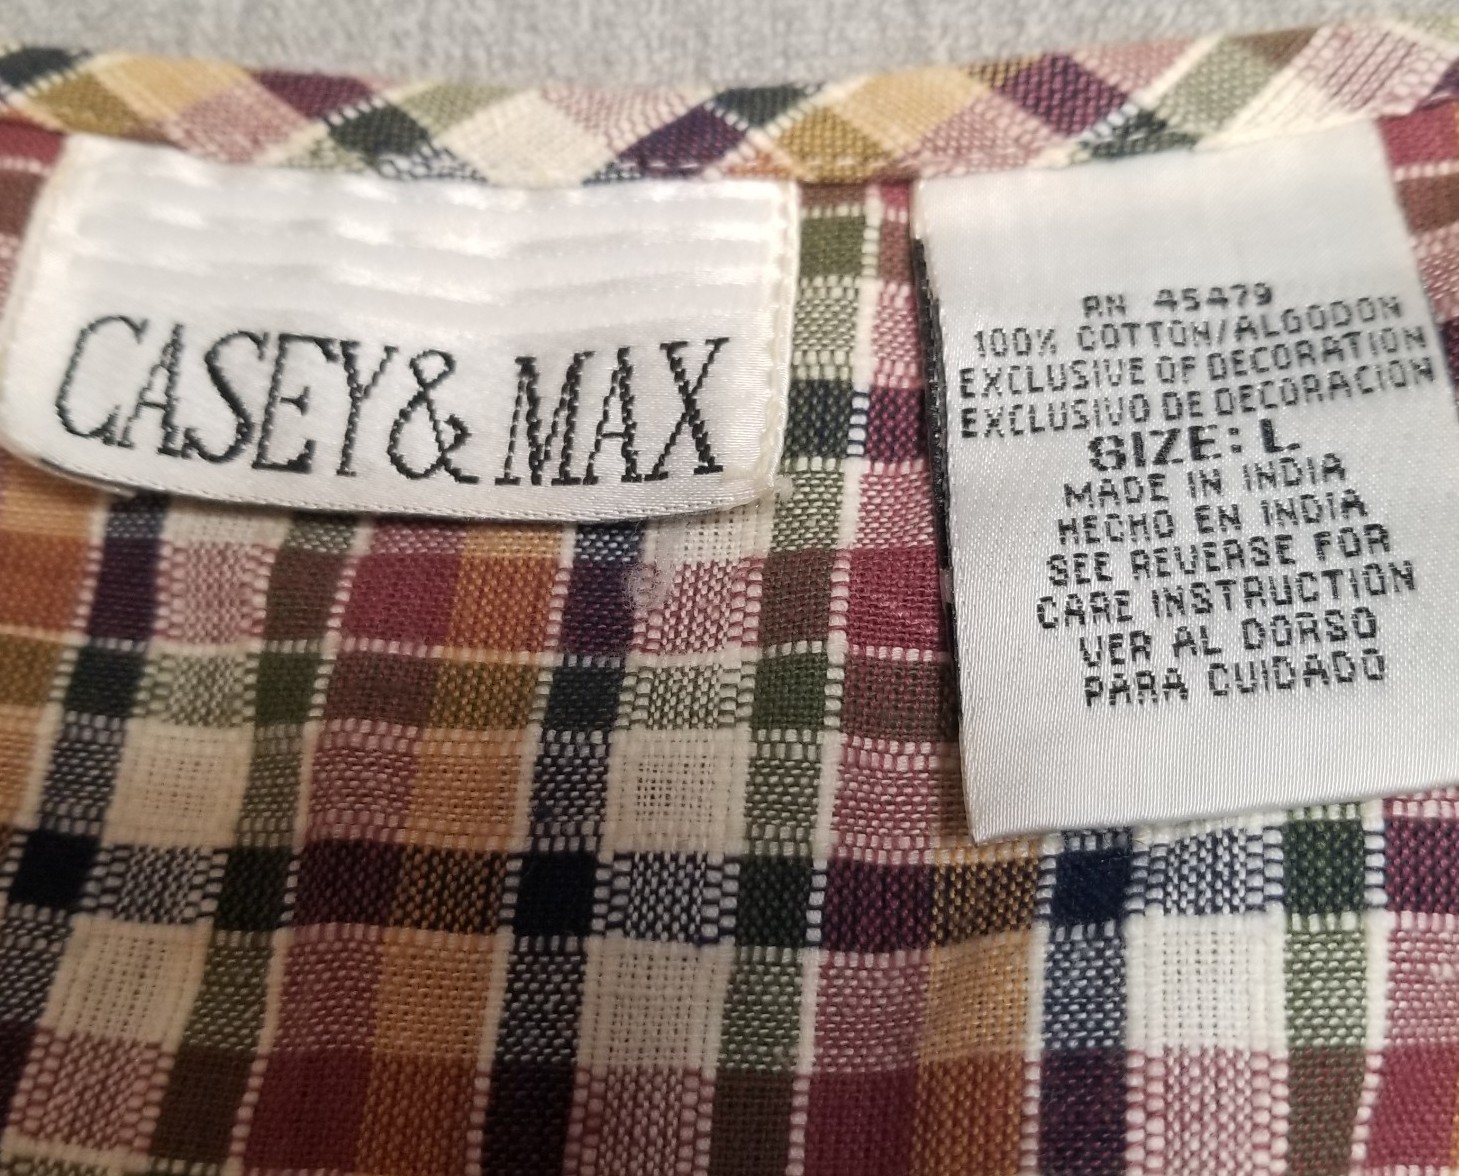 CASEY & MAX
RN 45479
100% COTTON/ALGODON
EXCLUSIVE OF DECORATION
EXCLUSIVO DE DECORACION
SIZE: L
MADE IN INDIA
HECHO EN INDIA
SEE REVERSE FOR
CARE INSTRUCTION
VER AL DORSO
PARA CUIDADO